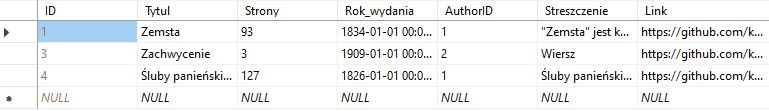 ID Tytuł Strony Rok_wydania AuthorID Streszczenie Link
1 Zemsta 93 1834-01-01 00:0... 1 "Zemsta" jest k... https://github.com/k...
3 Zachwycenie 3 1909-01-01 00:0... 2 Wiersz https://github.com/k...
4 Śluby panieński... 127 1826-01-01 00:0... 1 Śluby panieński... https://github.com/k...
NULL NULL NULL NULL NULL NULL NULL